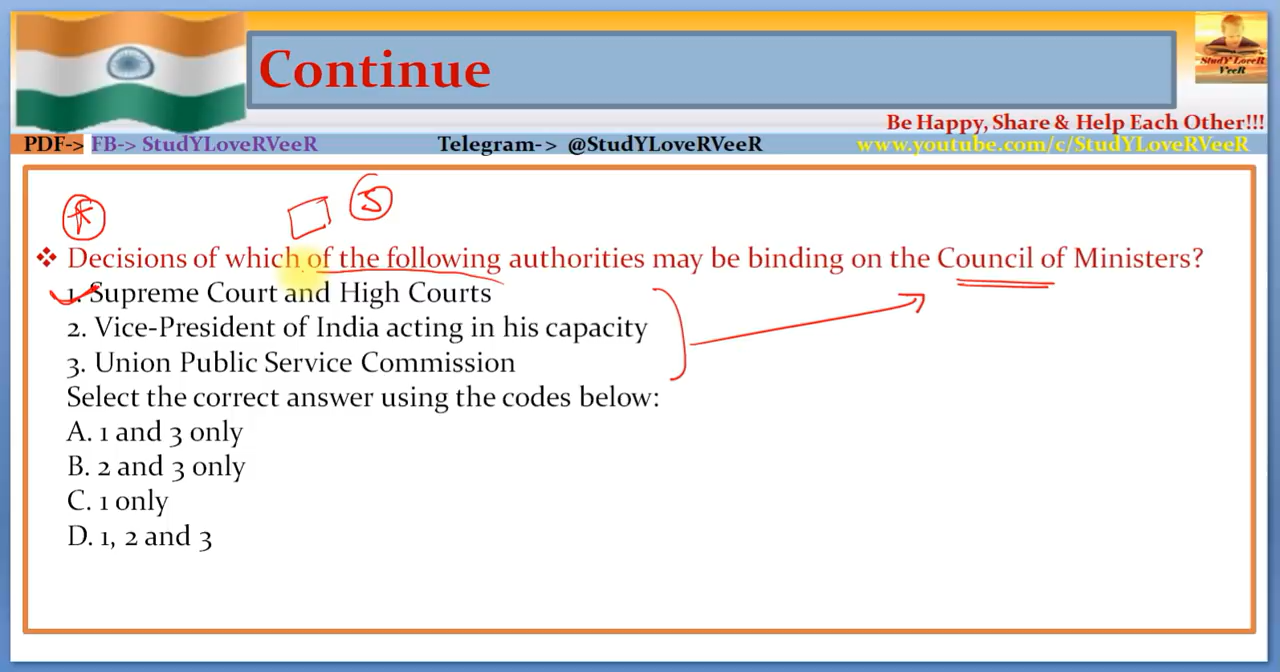 Continue
StudY LoveR
VeeR
Be Happy, Share & Help Each Other!!!
PDF-> FB-> StudYLoveRVeeR Telegram-> @StudYLoveRVeeR www.youtube.com/c/StudYLoveRVeeR
❖ Decisions of which of the following authorities may be binding on the Council of Ministers?
1. Supreme Court and High Courts
2. Vice-President of India acting in his capacity
3. Union Public Service Commission
Select the correct answer using the codes below:
A. 1 and 3 only
B. 2 and 3 only
C. 1 only
D. 1, 2 and 3